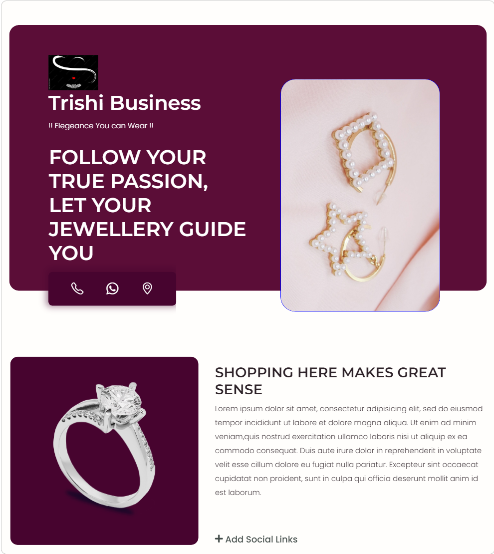 Trishi Business
!! Elegeance You can Wear !!
FOLLOW YOUR
TRUE PASSION,
LET YOUR
JEWELLERY GUIDE
YOU
SHOPPING HERE MAKES GREAT
SENSE
Lorem ipsum dolor sit amet, consectetur adipisicing elit, sed do eiusmod
tempor incididunt ut labore et dolore magna aliqua. Ut enim ad minim
veniam,quis nostrud exercitation ullamco laboris nisi ut aliquip ex ea
commodo consequat. Duis aute irure dolor in reprehenderit in voluptate
velit esse cillum dolore eu fugiat nulla pariatur. Excepteur sint occaecat
cupidatat non proident, sunt in culpa qui officia deserunt mollit anim id
est laborum.
+ Add Social Links